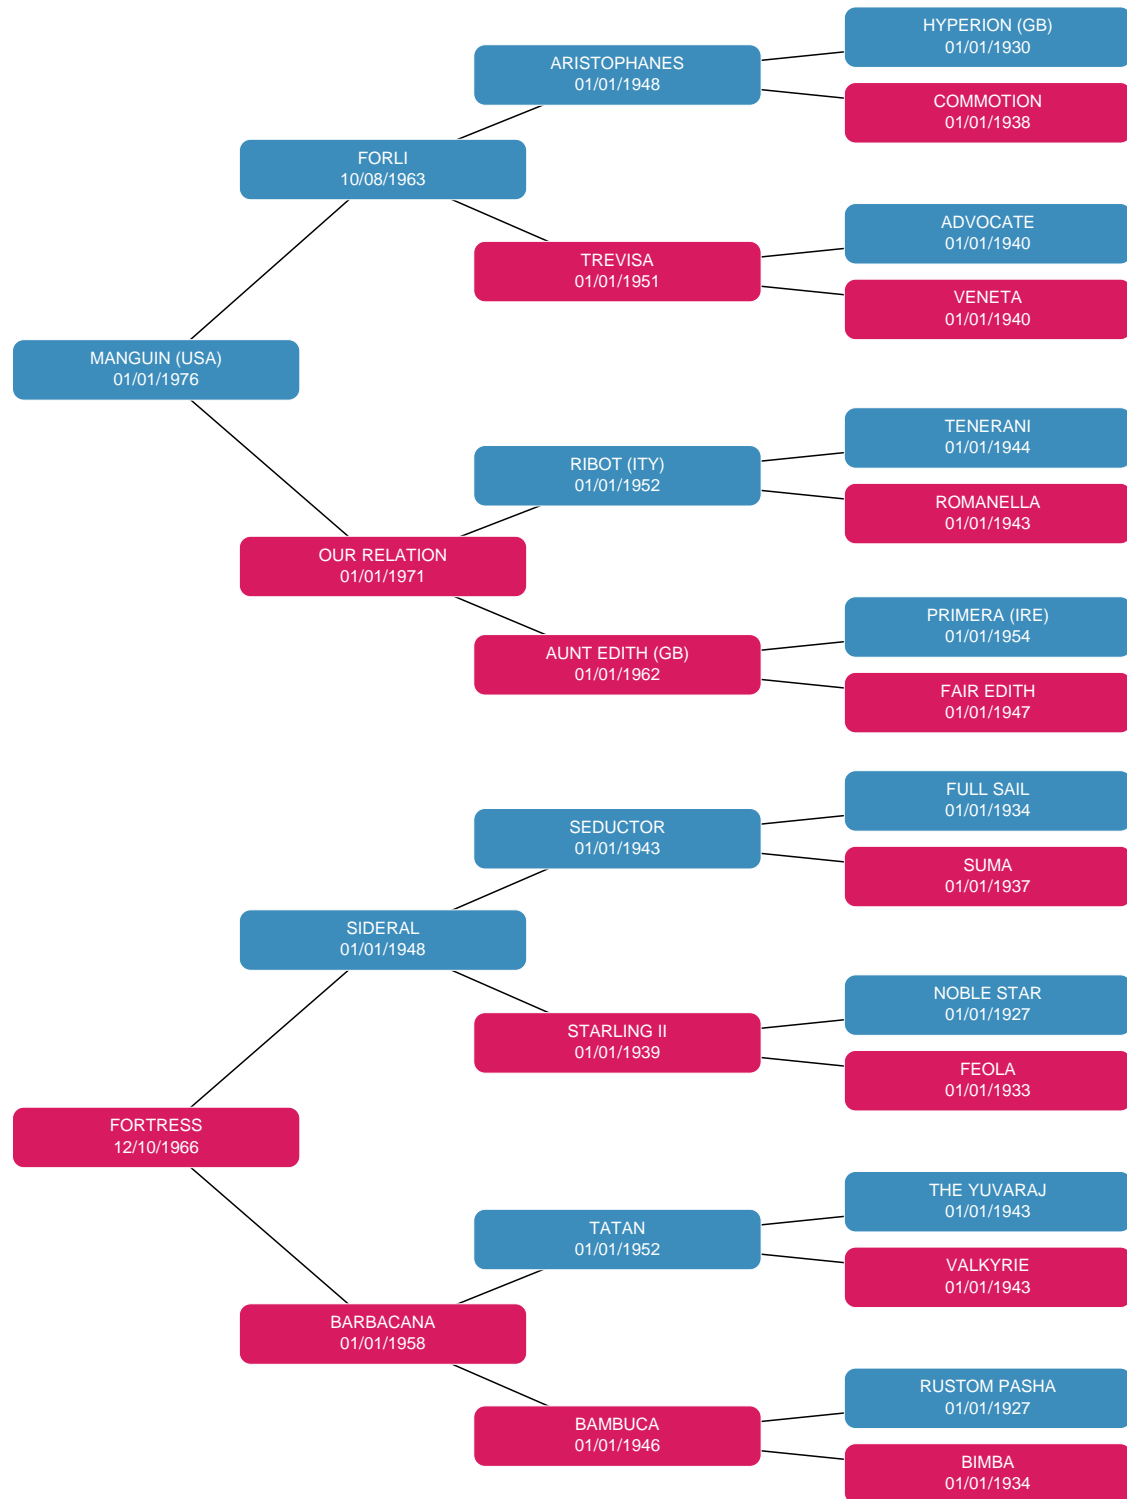 HYPERION (GB)
01/01/1930
ARISTOPHANES
01/01/1948
COMMOTION
01/01/1938
FORLI
10/08/1963
ADVOCATE
01/01/1940
TREVISA
01/01/1951
VENETA
01/01/1940
MANGUIN (USA)
01/01/1976
TENERANI
01/01/1944
RIBOT (ITY)
01/01/1952
ROMANELLA
01/01/1943
OUR RELATION
01/01/1971
PRIMERA (IRE)
01/01/1954
AUNT EDITH (GB)
01/01/1962
FAIR EDITH
01/01/1947
FULL SAIL
01/01/1934
SEDUCTOR
01/01/1943
SUMA
01/01/1937
SIDERAL
01/01/1948
NOBLE STAR
01/01/1927
STARLING II
01/01/1939
FEOLA
01/01/1933
FORTRESS
12/10/1966
THE YUVARAJ
01/01/1943
TATAN
01/01/1952
VALKYRIE
01/01/1943
BARBACANA
01/01/1958
RUSTOM PASHA
01/01/1927
BAMBUCA
01/01/1946
BIMBA
01/01/1934